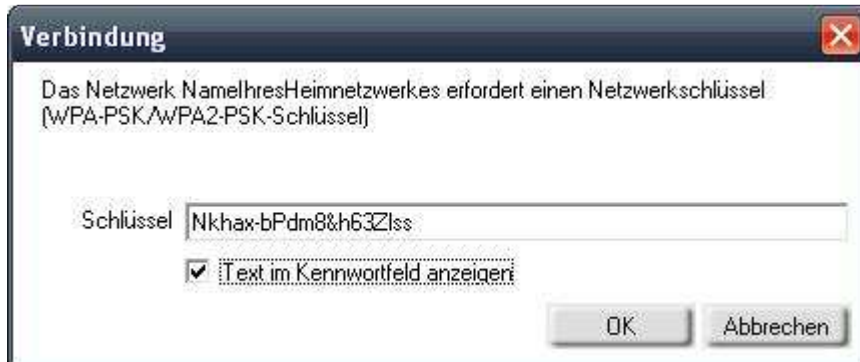 Verbindung
Das Netzwerk NameIhresHeimnetzwerkes erfordert einen Netzwerkschlüssel
(WPA-PSK/WPA2-PSK-Schlüssel)
Schlüssel Nkhax-bPdm8&h63ZIss
Text im Kennwortfeld anzeigen
OK Abbrechen